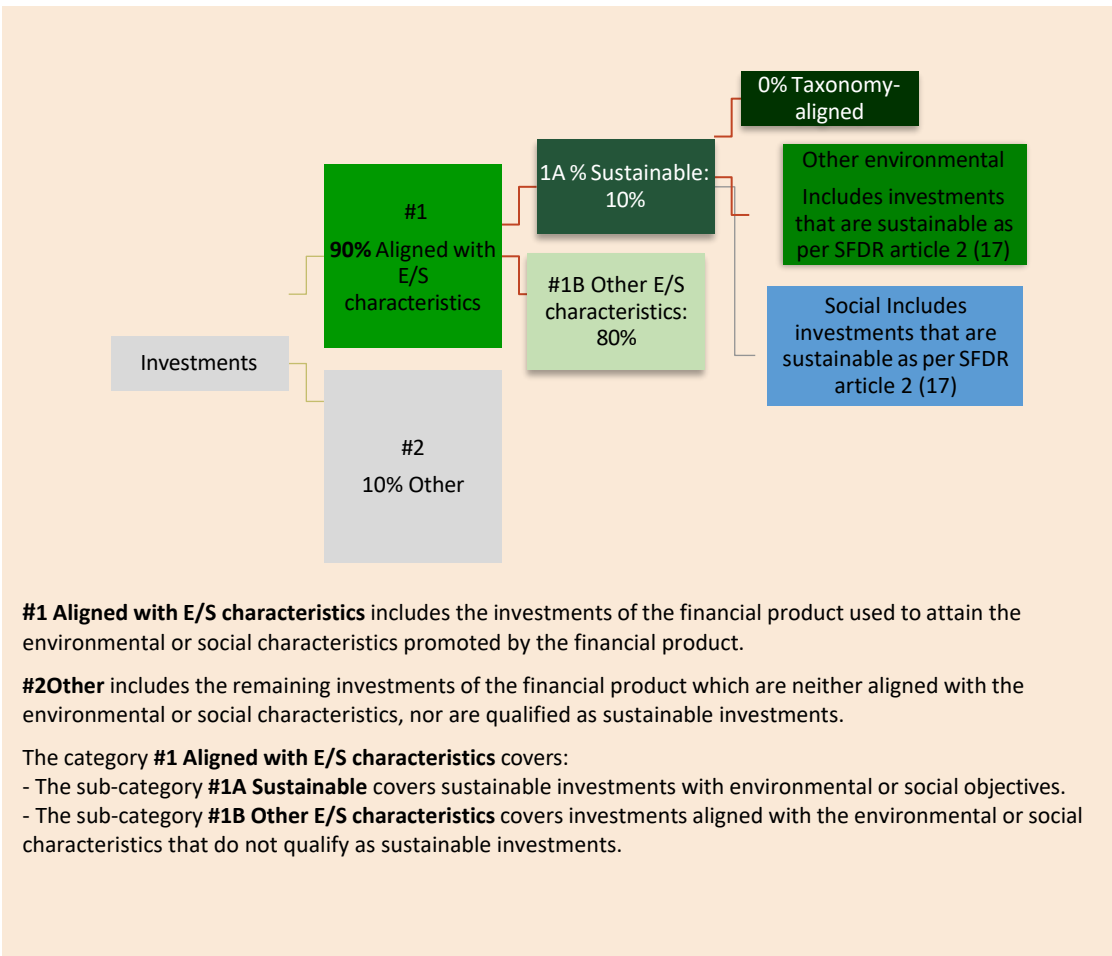 0% Taxonomy-
aligned
1A % Sustainable:
10%
Other environmental
Includes investments
that are sustainable as
per SFDR article 2 (17)
#1
90% Aligned with
E/S
characteristics
#1B Other E/S
characteristics:
80%
Social Includes
investments that are
sustainable as per SFDR
article 2 (17)
Investments
#2
10% Other
#1 Aligned with E/S characteristics includes the investments of the financial product used to attain the
environmental or social characteristics promoted by the financial product.
#2Other includes the remaining investments of the financial product which are neither aligned with the
environmental or social characteristics, nor are qualified as sustainable investments.
The category #1 Aligned with E/S characteristics covers:
- The sub-category #1A Sustainable covers sustainable investments with environmental or social objectives.
- The sub-category #1B Other E/S characteristics covers investments aligned with the environmental or social
characteristics that do not qualify as sustainable investments.